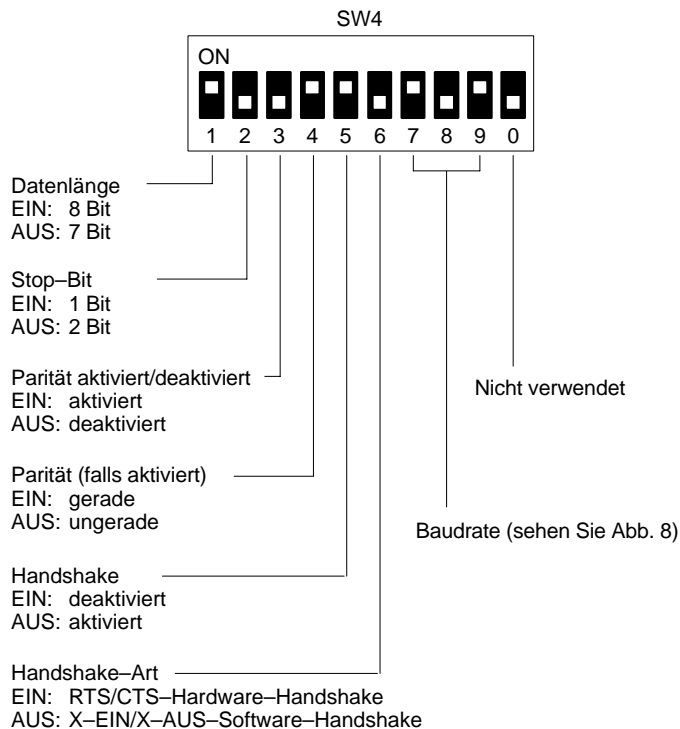 SW4
ON
1 2 3 4 5 6 7 8 9 0
Datenlänge
EIN: 8 Bit
AUS: 7 Bit
Stop–Bit
EIN: 1 Bit
AUS: 2 Bit
Parität aktiviert/deaktiviert
EIN: aktiviert
AUS: deaktiviert
Nicht verwendet
Parität (falls aktiviert)
EIN: gerade
AUS: ungerade
Baudrate (sehen Sie Abb. 8)
Handshake
EIN: deaktiviert
AUS: aktiviert
Handshake–Art
EIN: RTS/CTS–Hardware–Handshake
AUS: X–EIN/X–AUS–Software–Handshake